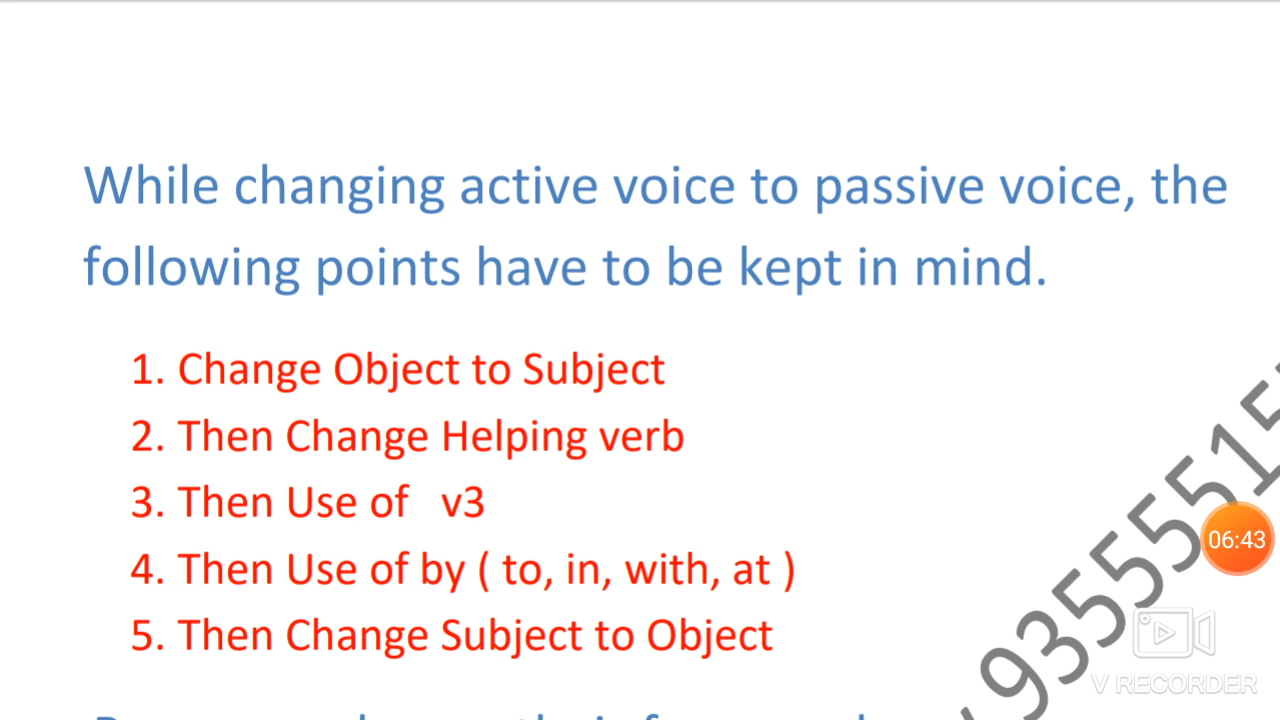 While changing active voice to passive voice, the
following points have to be kept in mind.
1. Change Object to Subject
2. Then Change Helping verb
3. Then Use of v3
4. Then Use of by ( to, in, with, at )
5. Then Change Subject to Object
06:43
V RECORDER